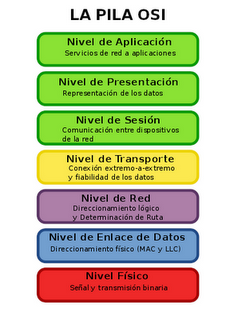 LA PILA OSI
Nivel de Aplicación
Servicios de red a aplicaciones
Nivel de Presentación
Representación de los datos
Nivel de Sesión
Comunicación entre dispositivos
de la red
Nivel de Transporte
Conexión extremo-a-extremo
y fiabilidad de los datos
Nivel de Red
Direccionamiento lógico
y Determinación de Ruta
Nivel de Enlace de Datos
Direccionamiento físico (MAC y LLC)
Nivel Físico
Señal y transmisión binaria